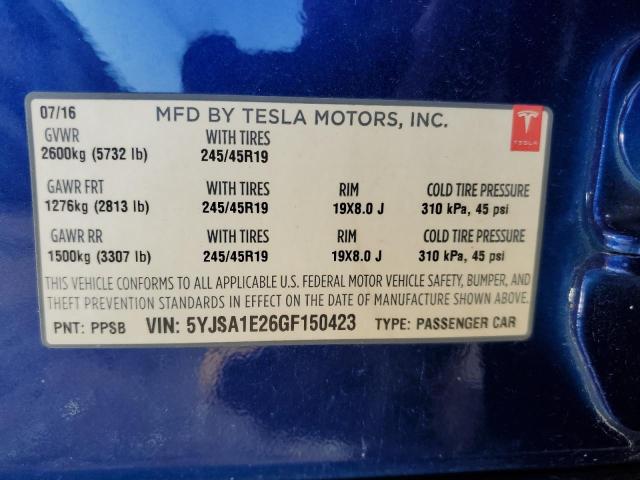 07/16 MFD BY TESLA MOTORS, INC.
TESLA
GVWR WITH TIRES
2600kg (5732 lb) 245/45R19
GAWR FRT WITH TIRES RIM COLD TIRE PRESSURE
1276kg (2813 lb) 245/45R19 19X8.0 J 310 kPa, 45 psi
GAWR RR WITH TIRES RIM COLD TIRE PRESSURE
1500kg (3307 lb) 245/45R19 19X8.0 J 310 kPa, 45 psi
THIS VEHICLE CONFORMS TO ALL APPLICABLE U.S. FEDERAL MOTOR VEHICLE SAFETY, BUMPER, AND
THEFT PREVENTION STANDARDS IN EFFECT ON THE DATE OF MANUFACTURE SHOWN ABOVE.
PNT: PPSB VIN: 5YJSA1E26GF150423 TYPE: PASSENGER CAR